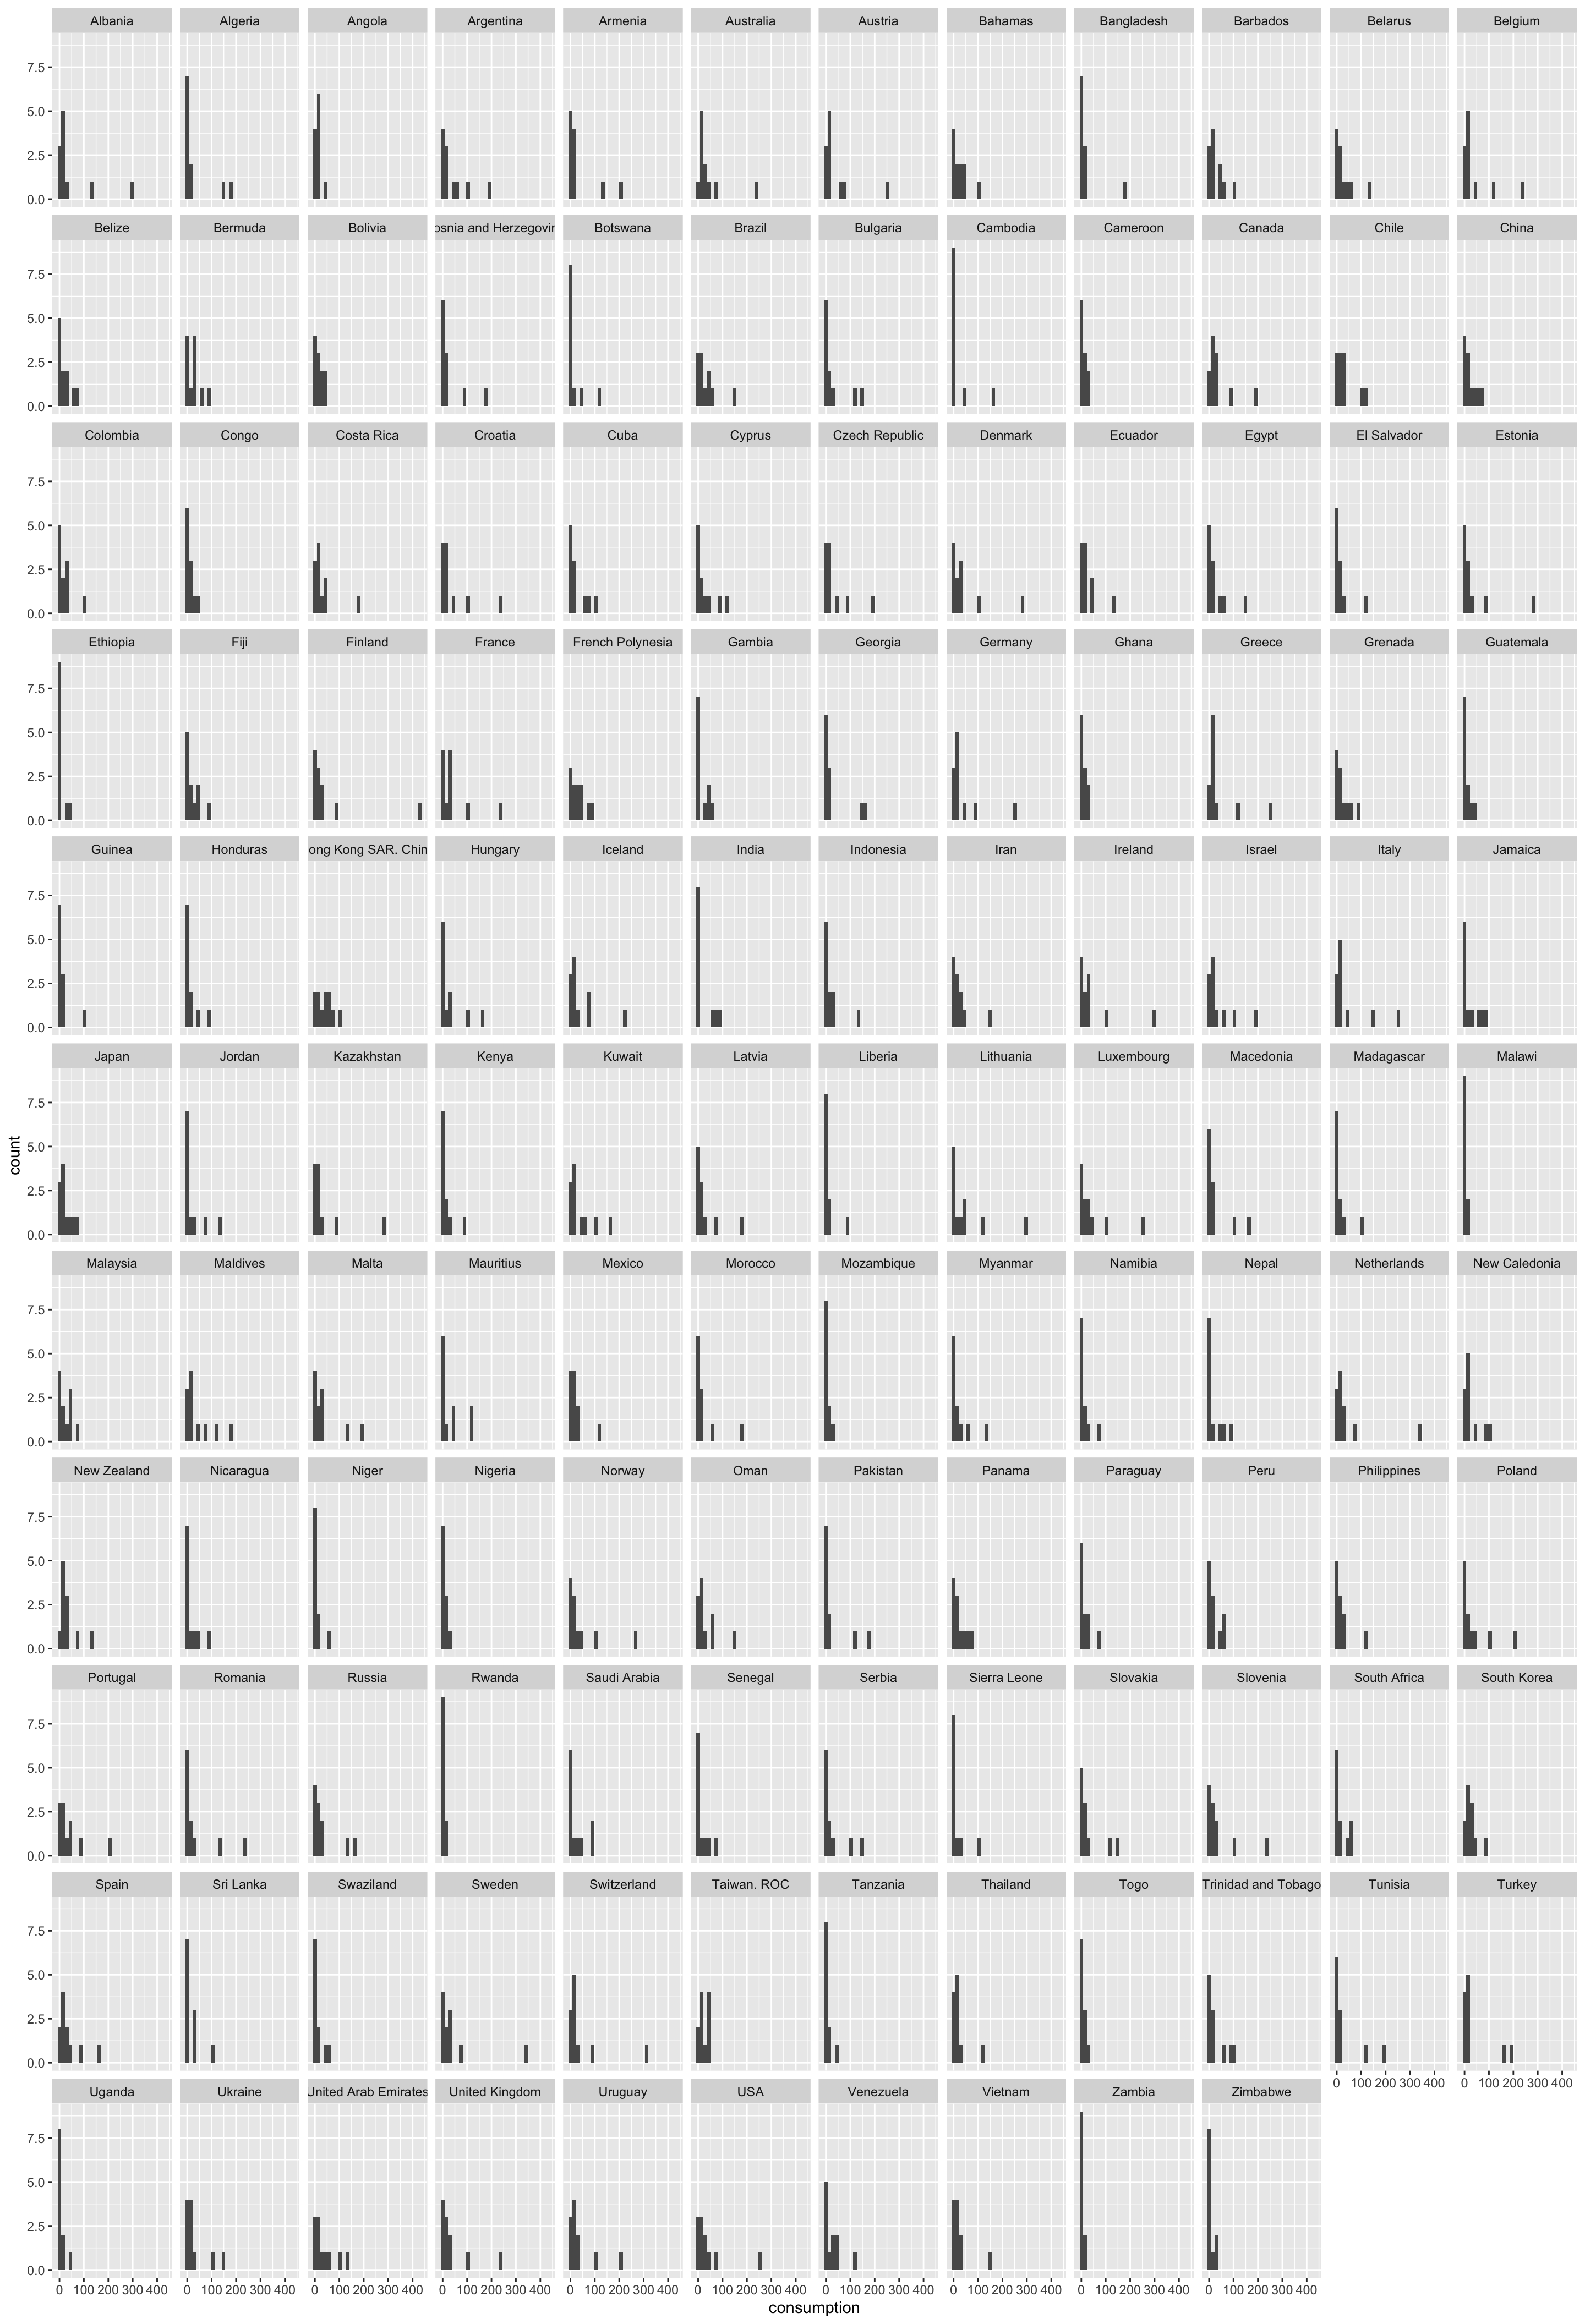 Albania Algeria Angola Argentina Armenia Australia Austria Bahamas Bangladesh Barbados Belarus Belgium
7.5
5.0
2.5
0.0
Belize Bermuda Bolivia osnia and Herzegovin Botswana Brazil Bulgaria Cambodia Cameroon Canada Chile China
7.5
5.0
2.5
0.0
Colombia Congo Costa Rica Croatia Cuba Cyprus Czech Republic Denmark Ecuador Egypt El Salvador Estonia
7.5
5.0
2.5
0.0
Ethiopia Fiji Finland France French Polynesia Gambia Georgia Germany Ghana Greece Grenada Guatemala
7.5
5.0
2.5
0.0
Guinea Honduras Hong Kong SAR. China Hungary Iceland India Indonesia Iran Ireland Israel Italy Jamaica
7.5
5.0
2.5
0.0
Japan Jordan Kazakhstan Kenya Kuwait Latvia Liberia Lithuania Luxembourg Macedonia Madagascar Malawi
7.5
5.0
2.5
0.0
count
Malaysia Maldives Malta Mauritius Mexico Morocco Mozambique Myanmar Namibia Nepal Netherlands New Caledonia
7.5
5.0
2.5
0.0
New Zealand Nicaragua Niger Nigeria Norway Oman Pakistan Panama Paraguay Peru Philippines Poland
7.5
5.0
2.5
0.0
Portugal Romania Russia Rwanda Saudi Arabia Senegal Serbia Sierra Leone Slovakia Slovenia South Africa South Korea
7.5
5.0
2.5
0.0
Spain Sri Lanka Swaziland Sweden Switzerland Taiwan. ROC Tanzania Thailand Togo Trinidad and Tobago Tunisia Turkey
7.5
5.0
2.5
0.0
0 100 200 300 400 0 100 200 300 400
Uganda Ukraine United Arab Emirates United Kingdom Uruguay USA Venezuela Vietnam Zambia Zimbabwe
7.5
5.0
2.5
0.0
0 100 200 300 400 0 100 200 300 400 0 100 200 300 400 0 100 200 300 400 0 100 200 300 400 0 100 200 300 400 0 100 200 300 400 0 100 200 300 400 0 100 200 300 400 0 100 200 300 400
consumption